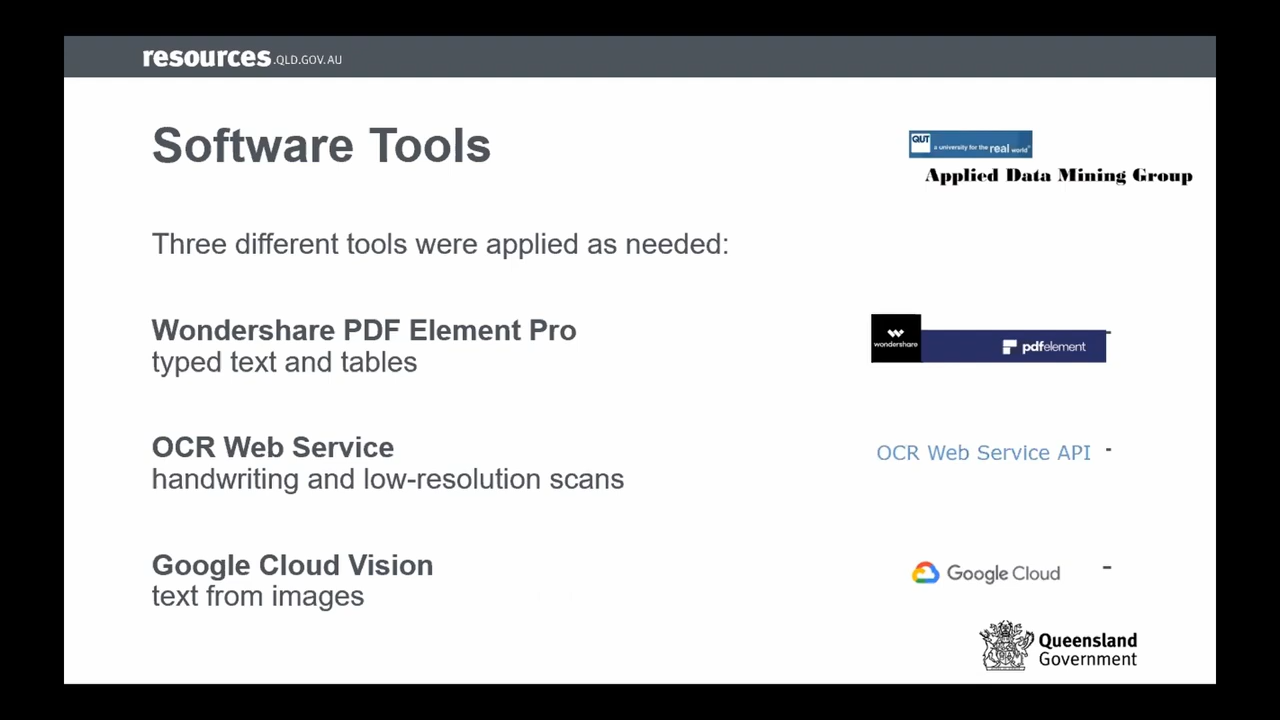 resources.QLD.GOV.AU
Software Tools
QUT a university for the real world
Applied Data Mining Group
Three different tools were applied as needed:
Wondershare PDF Element Pro
typed text and tables
wondershare
pdfelement
OCR Web Service
handwriting and low-resolution scans
OCR Web Service API -
Google Cloud Vision
text from images
Google Cloud -
Queensland
Government